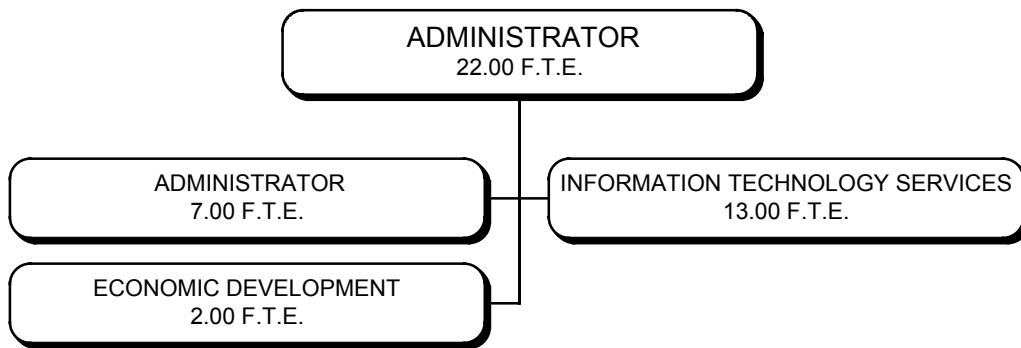 ADMINISTRATOR
22.00 F.T.E.
ADMINISTRATOR
7.00 F.T.E.
INFORMATION TECHNOLOGY SERVICES
13.00 F.T.E.
ECONOMIC DEVELOPMENT
2.00 F.T.E.